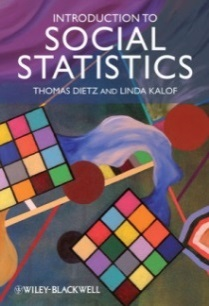 INTRODUCTION TO
SOCIAL
STATISTICS
THOMAS DIETZ AND LINDA KALOF
WILEY-BLACKWELL